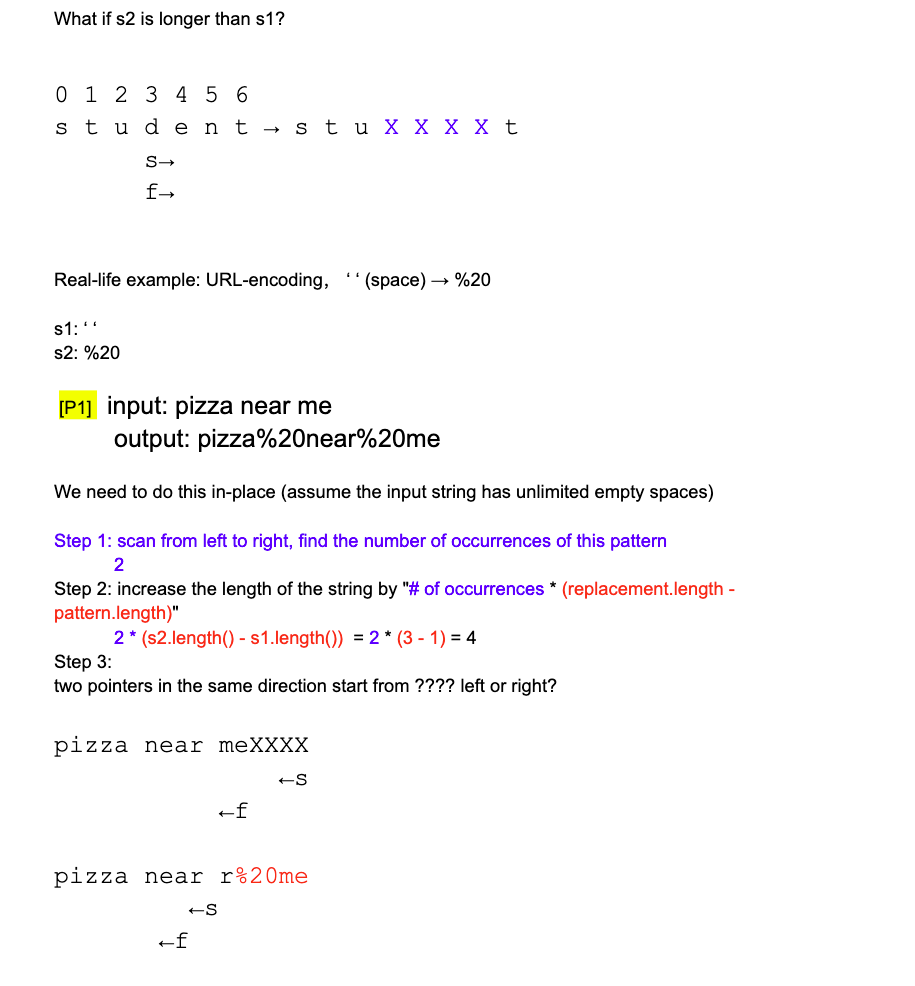 What if s2 is longer than s1?
0 1 2 3 4 5 6
s t u d e n t → s t u X X X X t
s→
f→
Real-life example: URL-encoding, ‘ ‘ (space) → %20
s1: ‘ ‘
s2: %20
[P1] input: pizza near me
output: pizza%20near%20me
We need to do this in-place (assume the input string has unlimited empty spaces)
Step 1: scan from left to right, find the number of occurrences of this pattern
2
Step 2: increase the length of the string by "# of occurrences * (replacement.length -
pattern.length)"
2 * (s2.length() - s1.length()) = 2 * (3 - 1) = 4
Step 3:
two pointers in the same direction start from ???? left or right?
pizza near meXXXX
←s
←f
pizza near r%20me
←s
←f